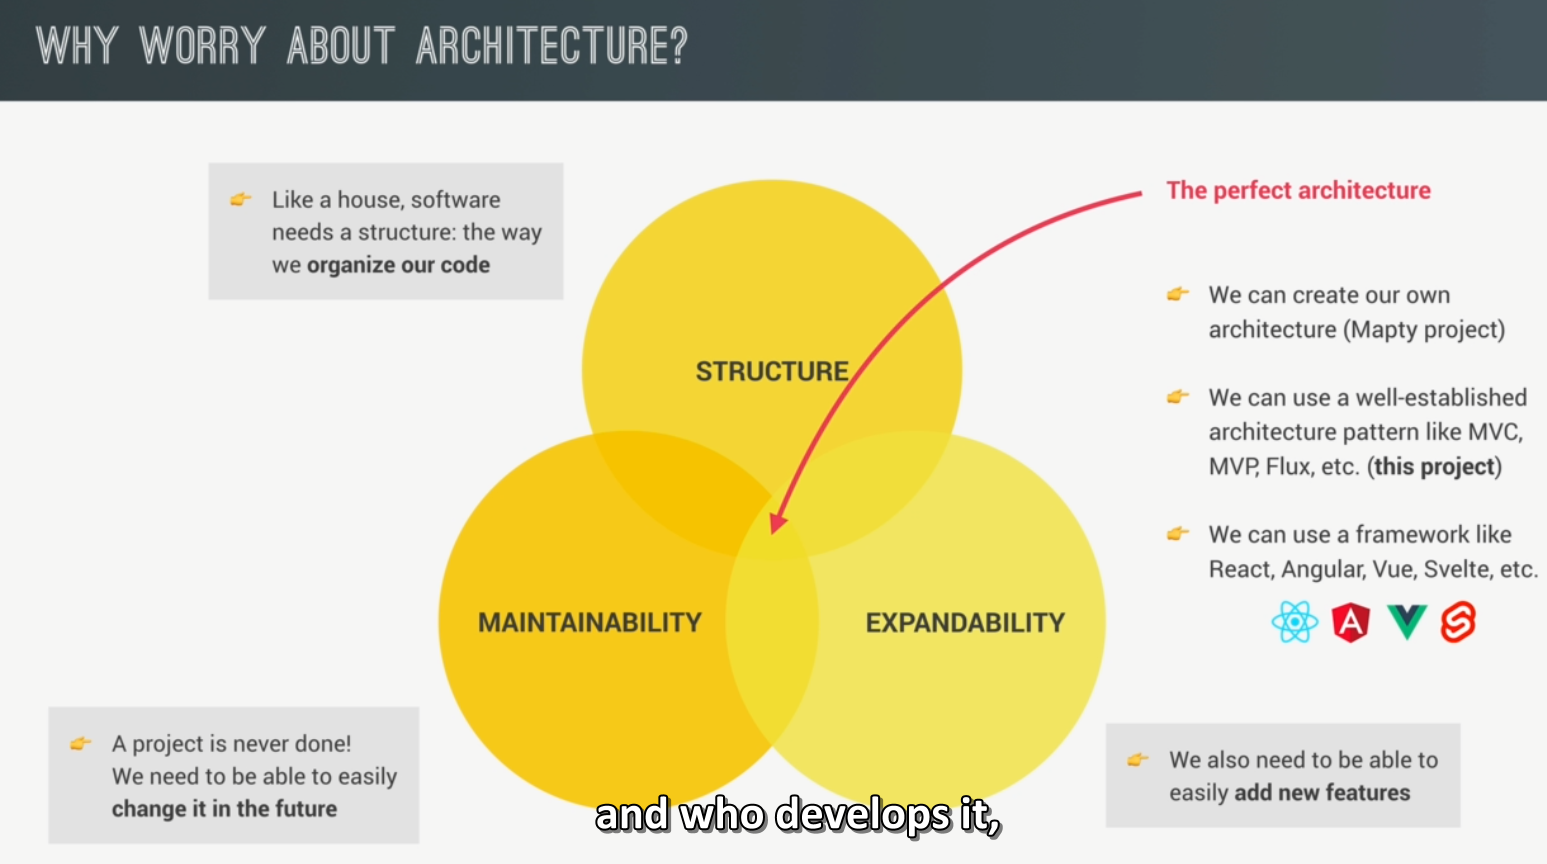 WHY WORRY ABOUT ARCHITECTURE?
Like a house, software
needs a structure: the way
we organize our code
STRUCTURE
MAINTAINABILITY
EXPANDABILITY
The perfect architecture
We can create our own
architecture (Mapty project)
We can use a well-established
architecture pattern like MVC,
MVP, Flux, etc. (this project)
We can use a framework like
React, Angular, Vue, Svelte, etc.
A
A project is never done!
We need to be able to easily
change it in the future
We also need to be able to
easily add new features
and who develops it,